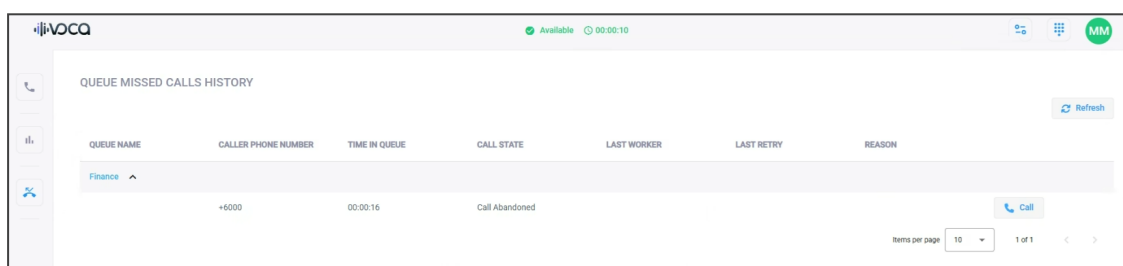 VOCA
Available 00:00:10
MM
QUEUE MISSED CALLS HISTORY
Refresh
QUEUE NAME CALLER PHONE NUMBER TIME IN QUEUE CALL STATE LAST WORKER LAST RETRY REASON
Finance
+6000 00:00:16 Call Abandoned Call
Items per page 10 1 of 1